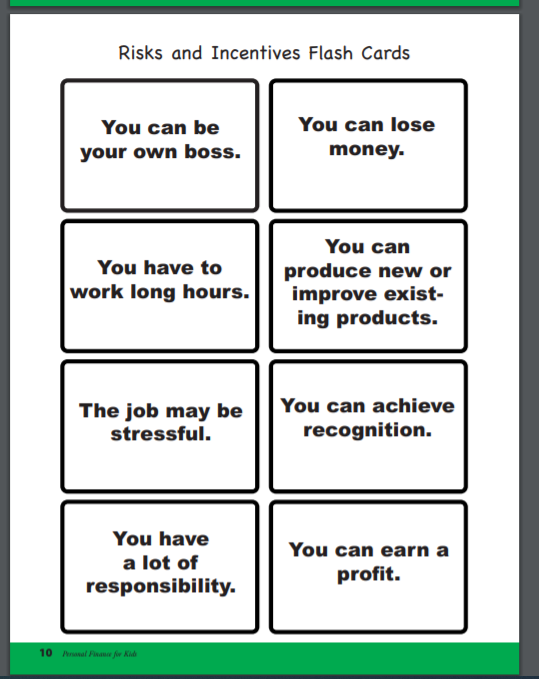 Risks and Incentives Flash Cards
You can be
your own boss.
You can lose
money.
You have to
work long hours.
You can
produce new or
improve exist-
ing products.
The job may be
stressful.
You can achieve
recognition.
You have
a lot of
responsibility.
You can earn a
profit.
10 Personal Finance for Kids